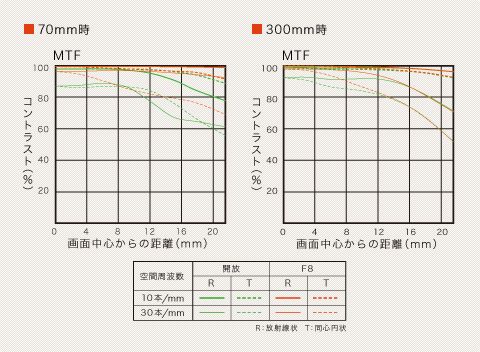 70mm時
300mm時
MTF
MTF
100
80
60
40
20
コントラスト(%)
0 4 8 12 16 20
画面中心からの距離(mm)
100
80
60
40
20
コントラスト(%)
0 4 8 12 16 20
画面中心からの距離(mm)
空間周波数 開放 F8
R T R T
10本/mm
30本/mm
R:放射線状 T:同心円状